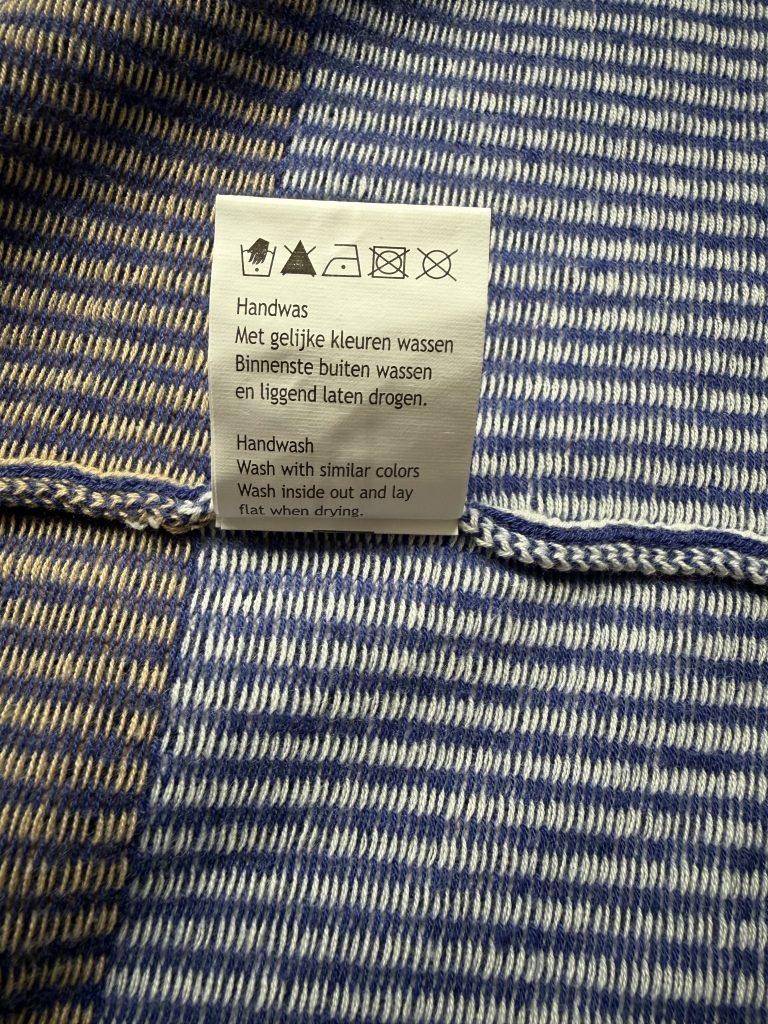 Handwas
Met gelijke kleuren wassen
Binnenste buiten wassen
en liggend laten drogen.
Handwash
Wash with similar colors
Wash inside out and lay
flat when drying.